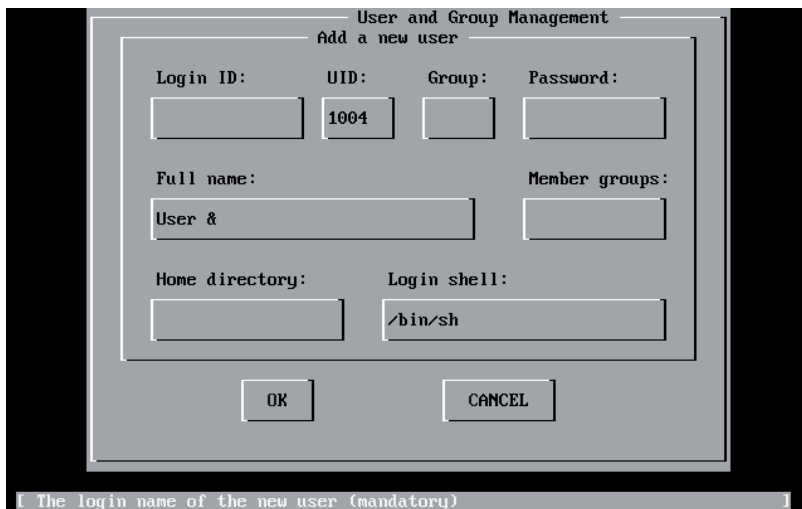 User and Group Management
Add a new user
Login ID: UID: Group: Password:
1004
Full name: Member groups:
User &
Home directory: Login shell:
/bin/sh
OK CANCEL
[ The login name of the new user (mandatory) ]